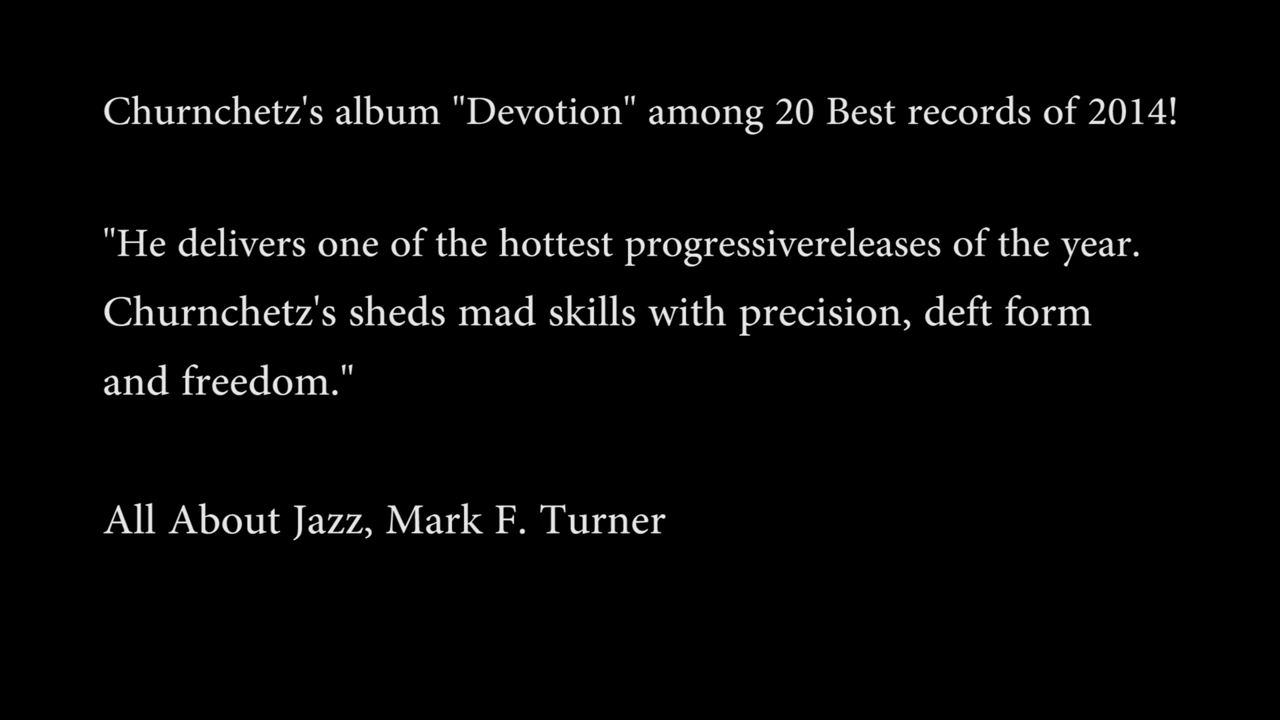 Churnchetz's album "Devotion" among 20 Best records of 2014!
"He delivers one of the hottest progressivereleases of the year.
Churnchetz's sheds mad skills with precision, deft form
and freedom."
All About Jazz, Mark F. Turner